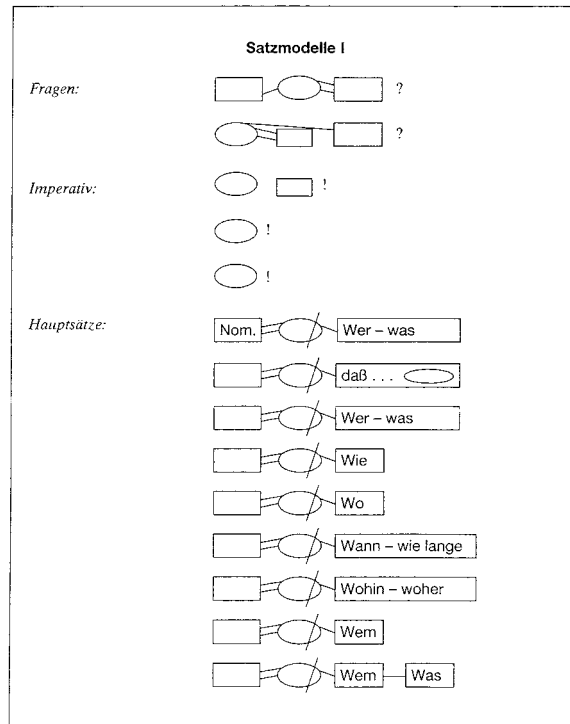 Satzmodelle I
Fragen: ?
?
Imperativ: !
!
!
Hauptsätze: Nom. Wer – was
daß . . .
Wer – was
Wie
Wo
Wann – wie lange
Wohin – woher
Wem
Wem Was